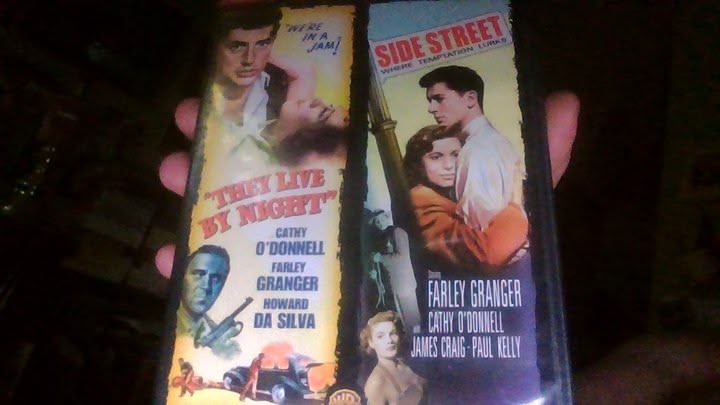 "WE'RE
IN A
JAM!
"THEY LIVE
BY NIGHT"
CATHY
O'DONNELL
FARLEY
GRANGER
HOWARD
DA SILVA
SIDE STREET
WHERE TEMPTATION LURKS
FARLEY GRANGER
CATHY O'DONNELL
JAMES CRAIG - PAUL KELLY